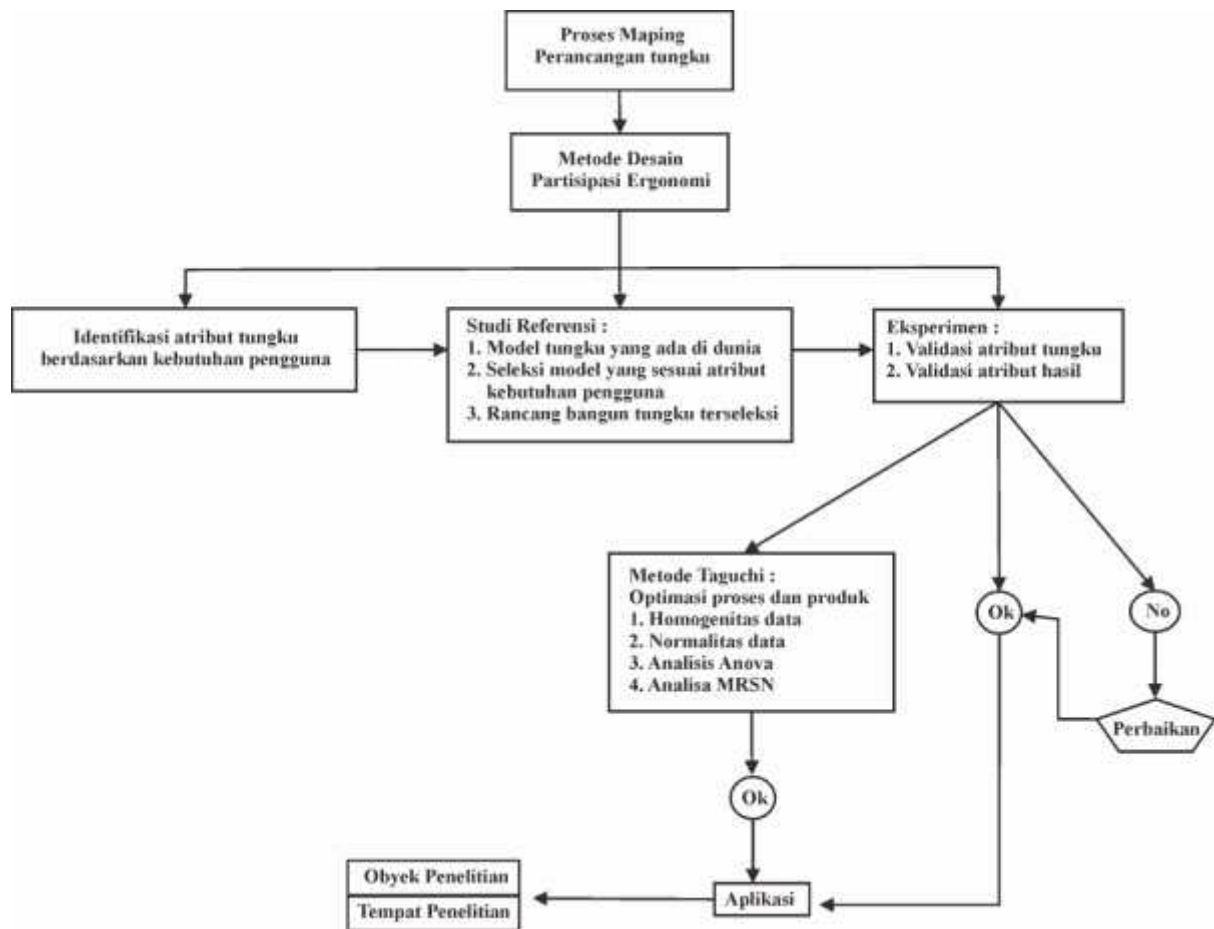 Proses Maping
Perancangan tungku
Metode Desain
Partisipasi Ergonomi
Identifikasi atribut tungku
berdasarkan kebutuhan pengguna
Studi Referensi :
1. Model tungku yang ada di dunia
2. Seleksi model yang sesuai atribut
kebutuhan pengguna
3. Rancang bangun tungku terseleksi
Eksperimen :
1. Validasi atribut tungku
2. Validasi atribut hasil
Metode Taguchi :
Optimasi proses dan produk
1. Homogenitas data
2. Normalitas data
3. Analisis Anova
4. Analisa MRSN
Ok
No
Perbaikan
Ok
Aplikasi
Obyek Penelitian
Tempat Penelitian